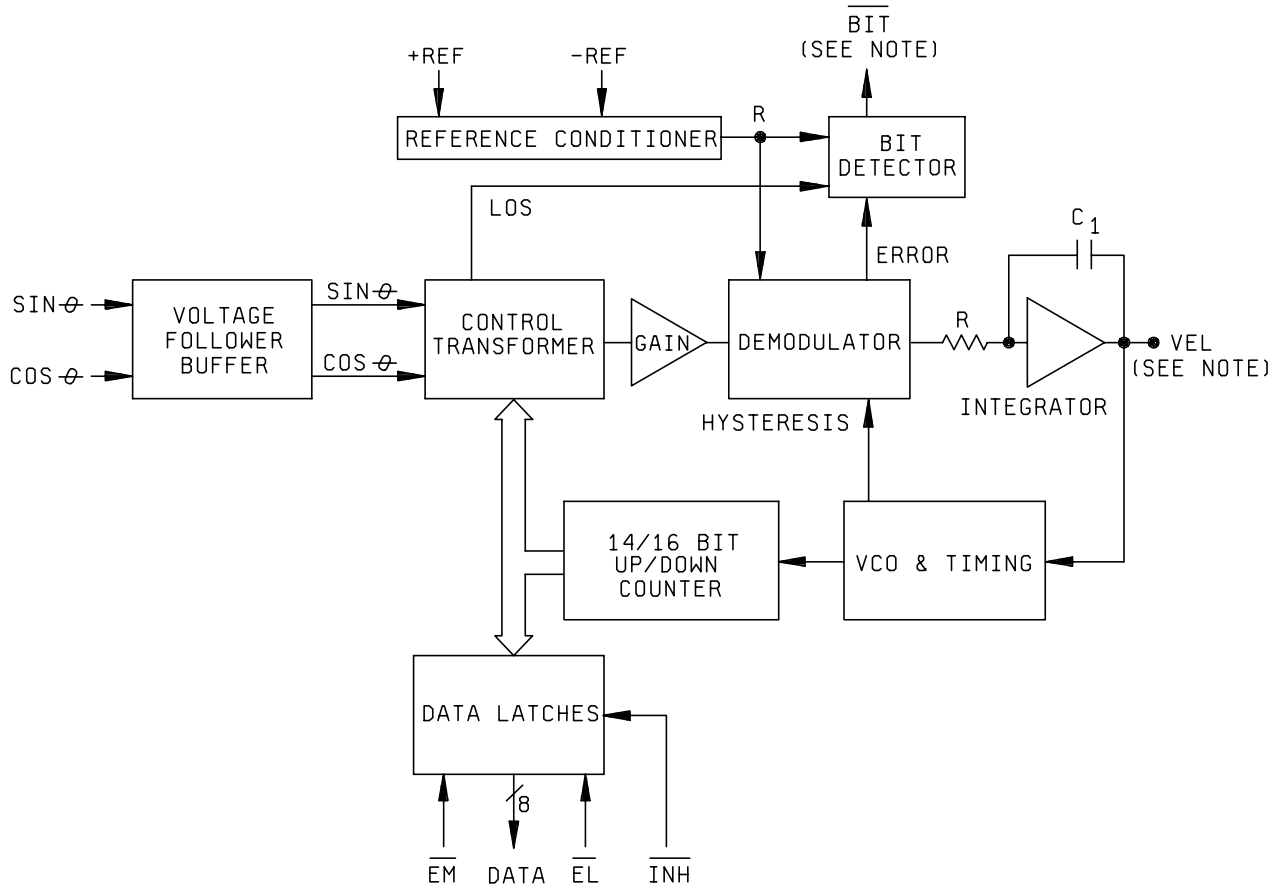 BIT
(SEE NOTE)
+REF
-REF
R
REFERENCE CONDITIONER
BIT
DETECTOR
LOS
ERROR
C1
SIN θ
COS θ
VOLTAGE
FOLLOWER
BUFFER
SIN θ
COS θ
CONTROL
TRANSFORMER
GAIN
DEMODULATOR
R
VEL
(SEE NOTE)
INTEGRATOR
HYSTERESIS
14/16 BIT
UP/DOWN
COUNTER
VCO & TIMING
DATA LATCHES
8
EM
DATA
EL
INH